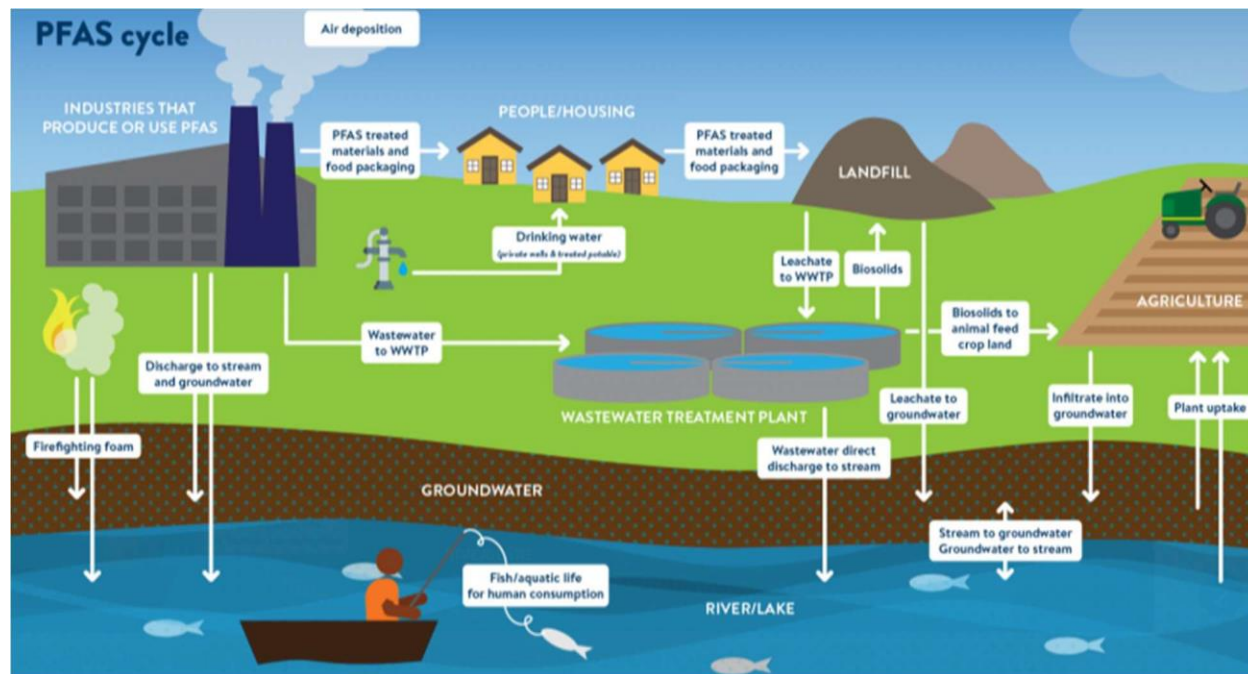 PFAS cycle
Air deposition
INDUSTRIES THAT
PRODUCE OR USE PFAS
PEOPLE/HOUSING
PFAS treated
materials and
food packaging
PFAS treated
materials and
food packaging
LANDFILL
Drinking water
(private wells & treated potable)
Leachate
to WWTP
Biosolids
AGRICULTURE
Wastewater
to WWTP
Biosolids to
animal feed
crop land
Discharge to stream
and groundwater
WASTEWATER TREATMENT PLANT
Leachate to
groundwater
Infiltrate into
groundwater
Plant uptake
Firefighting foam
Wastewater direct
discharge to stream
GROUNDWATER
Stream to groundwater
Groundwater to stream
Fish/aquatic life
for human consumption
RIVER/LAKE